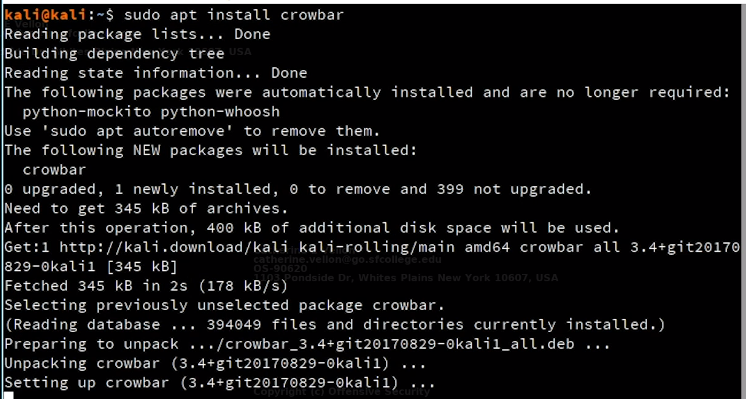 kali@kali:~$ sudo apt install crowbar
Reading package lists... Done
Building dependency tree
Reading state information... Done
The following packages were automatically installed and are no longer required:
  python-mockito python-whoosh
Use 'sudo apt autoremove' to remove them.
The following NEW packages will be installed:
  crowbar
0 upgraded, 1 newly installed, 0 to remove and 399 not upgraded.
Need to get 345 kB of archives.
After this operation, 400 kB of additional disk space will be used.
Get:1 http://kali.download/kali kali-rolling/main amd64 crowbar all 3.4+git20170
829-0kali1 [345 kB]
catherine.vellon@go.sfcollege.edu
OS-90620
1103 Pondside Dr, Whites Plains New York 10607, USA
Fetched 345 kB in 2s (178 kB/s)
Selecting previously unselected package crowbar.
(Reading database ... 394049 files and directories currently installed.)
Preparing to unpack .../crowbar_3.4+git20170829-0kali1_all.deb ...
Unpacking crowbar (3.4+git20170829-0kali1) ...
Setting up crowbar (3.4+git20170829-0kali1) ...
Copyright (c) Offensive Security